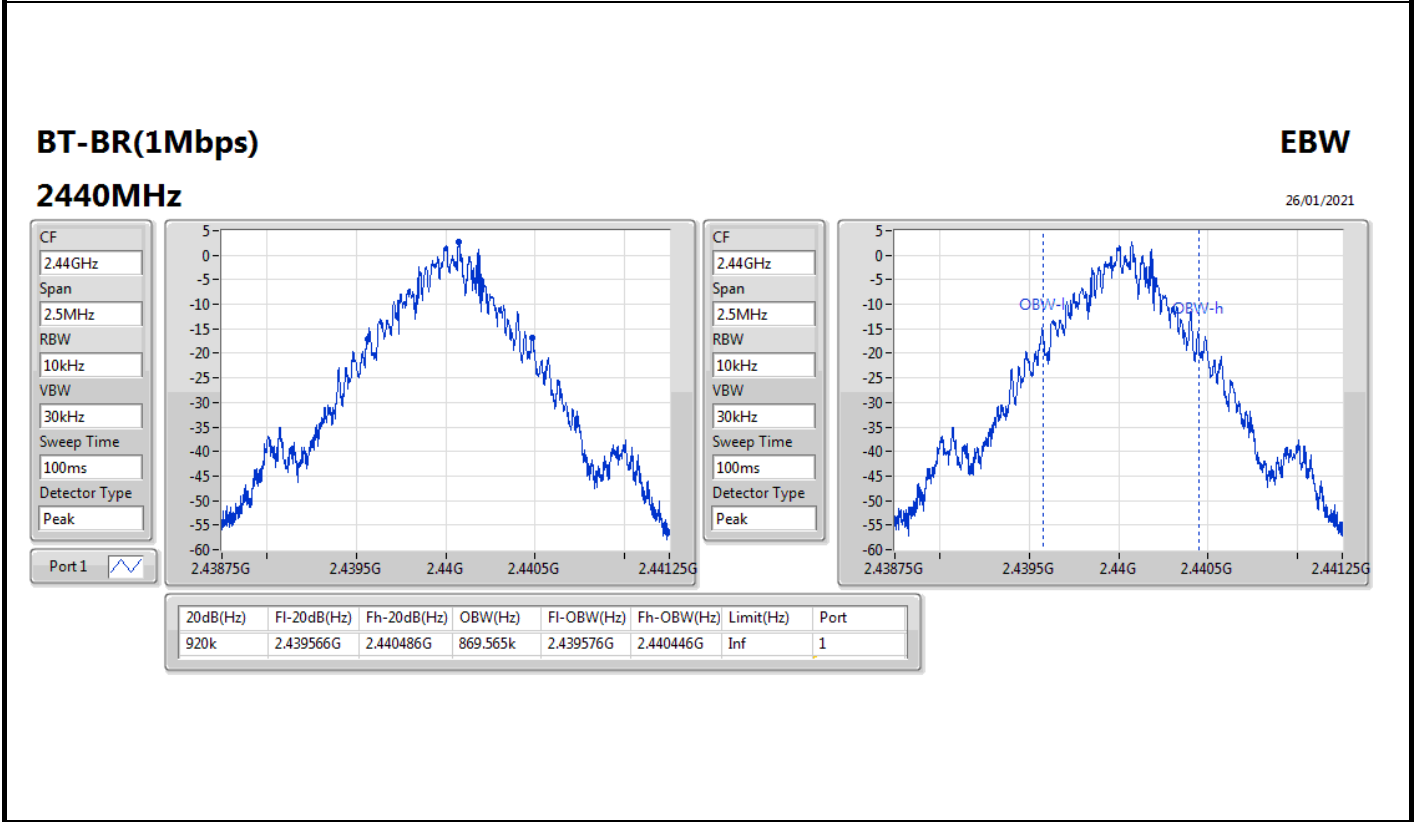 BT-BR(1Mbps)
EBW
2440MHz
26/01/2021
CF
2.44GHz
Span
2.5MHz
RBW
10kHz
VBW
30kHz
Sweep Time
100ms
Detector Type
Peak
Port 1
5
0
-5
-10
-15
-20
-25
-30
-35
-40
-45
-50
-55
-60
2.43875G 2.4395G 2.44G 2.4405G 2.44125G
CF
2.44GHz
Span
2.5MHz
RBW
10kHz
VBW
30kHz
Sweep Time
100ms
Detector Type
Peak
5
0
-5
-10
-15
-20
-25
-30
-35
-40
-45
-50
-55
-60
OBW-l
OBW-h
2.43875G 2.4395G 2.44G 2.4405G 2.44125G
20dB(Hz) Fl-20dB(Hz) Fh-20dB(Hz) OBW(Hz) Fl-OBW(Hz) Fh-OBW(Hz) Limit(Hz) Port
920k 2.439566G 2.440486G 869.565k 2.439576G 2.440446G Inf 1